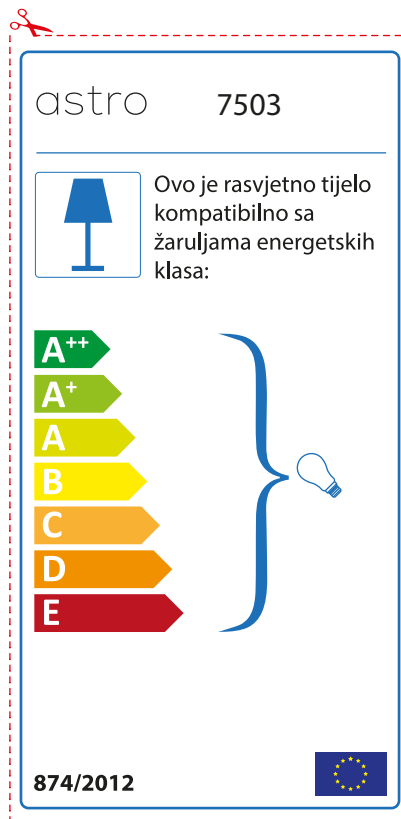 astro 7503
Ovo je rasvjetno tijelo
kompatibilno sa
žaruljama energetskih
klasa:
A++
A+
A
B
C
D
E
874/2012